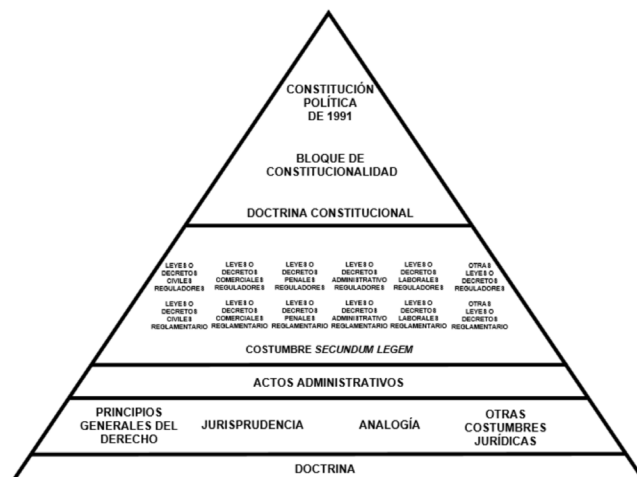 CONSTITUCIÓN
POLÍTICA
DE 1991
BLOQUE DE
CONSTITUCIONALIDAD
DOCTRINA CONSTITUCIONAL
LEYES O DECRETOS CIVILES REGULADORES
LEYES O DECRETOS COMERCIALES REGULADORES
LEYES O DECRETOS PENALES REGULADORES
LEYES O DECRETOS ADMINISTRATIVO REGULADORES
LEYES O DECRETOS LABORALES REGULADORES
OTRAS LEYES O DECRETOS REGULADORES
LEYES O DECRETOS CIVILES REGLAMENTARIO
LEYES O DECRETOS COMERCIALES REGLAMENTARIO
LEYES O DECRETOS PENALES REGLAMENTARIO
LEYES O DECRETOS ADMINISTRATIVO REGLAMENTARIO
LEYES O DECRETOS LABORALES REGLAMENTARIO
OTRAS LEYES O DECRETOS REGLAMENTARIO
COSTUMBRE SECUNDUM LEGEM
ACTOS ADMINISTRATIVOS
PRINCIPIOS
GENERALES DEL
DERECHO
JURISPRUDENCIA
ANALOGÍA
OTRAS
COSTUMBRES
JURÍDICAS
DOCTRINA